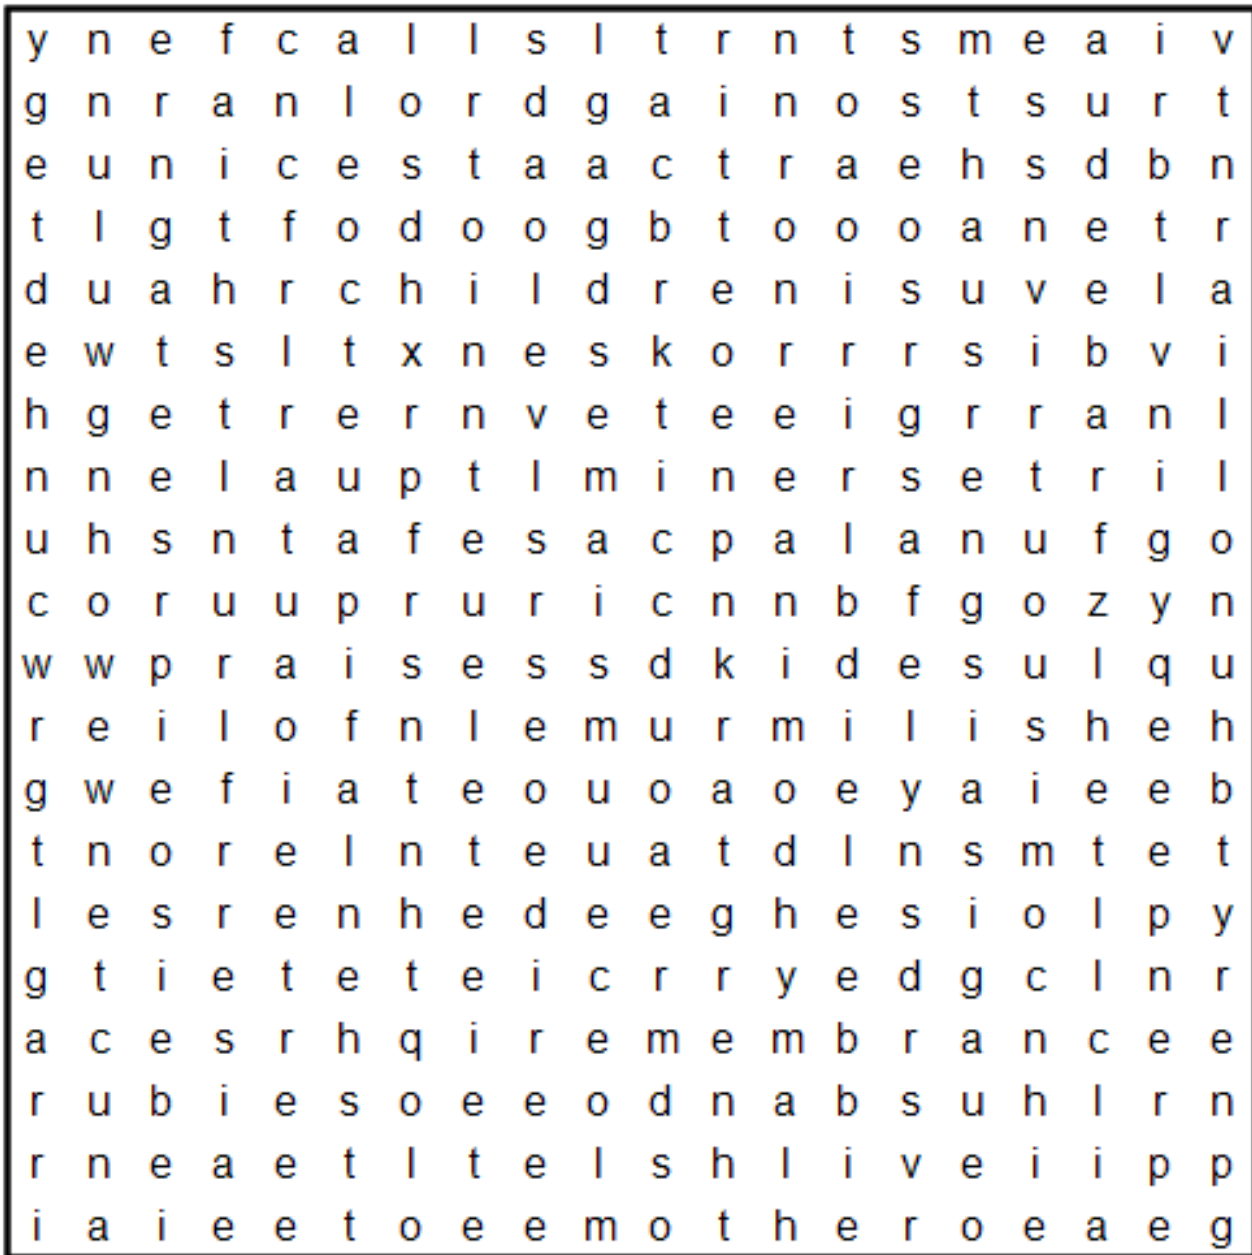 y n e f c a l l s l t r n t s m e a i v
g n r a n l o r d g a i n o s t s u r t
e u n i c e s t a a c t r a e h s d b n
t l g t f o d o o g b t o o o a n e t r
d u a h r c h i l d r e n i s u v e l a
e w t s l t x n e s k o r r r s i b v i
h g e t r e r n v e t e e i g r r a n l
n n e l a u p t l m i n e r s e t r i l
u h s n t a f e s a c p a l a n u f g o
c o r u u p r u r i c n n b f g o z y n
w w p r a i s e s s d k i d e s u l q u
r e i l o f n l e m u r m i l i s h e h
g w e f i a t e o u o a o e y a i e e b
t n o r e l n t e u a t d l n s m t e t
l e s r e n h e d e e g h e s i o l p y
g t i e t e t e i c r r y e d g c l n r
a c e s r h q i r e m e m b r a n c e e
r u b i e s o e e o d n a b s u h l r n
r n e a e t l t e l s h l i v e i i p p
i a i e e t o e e m o t h e r o e a e g